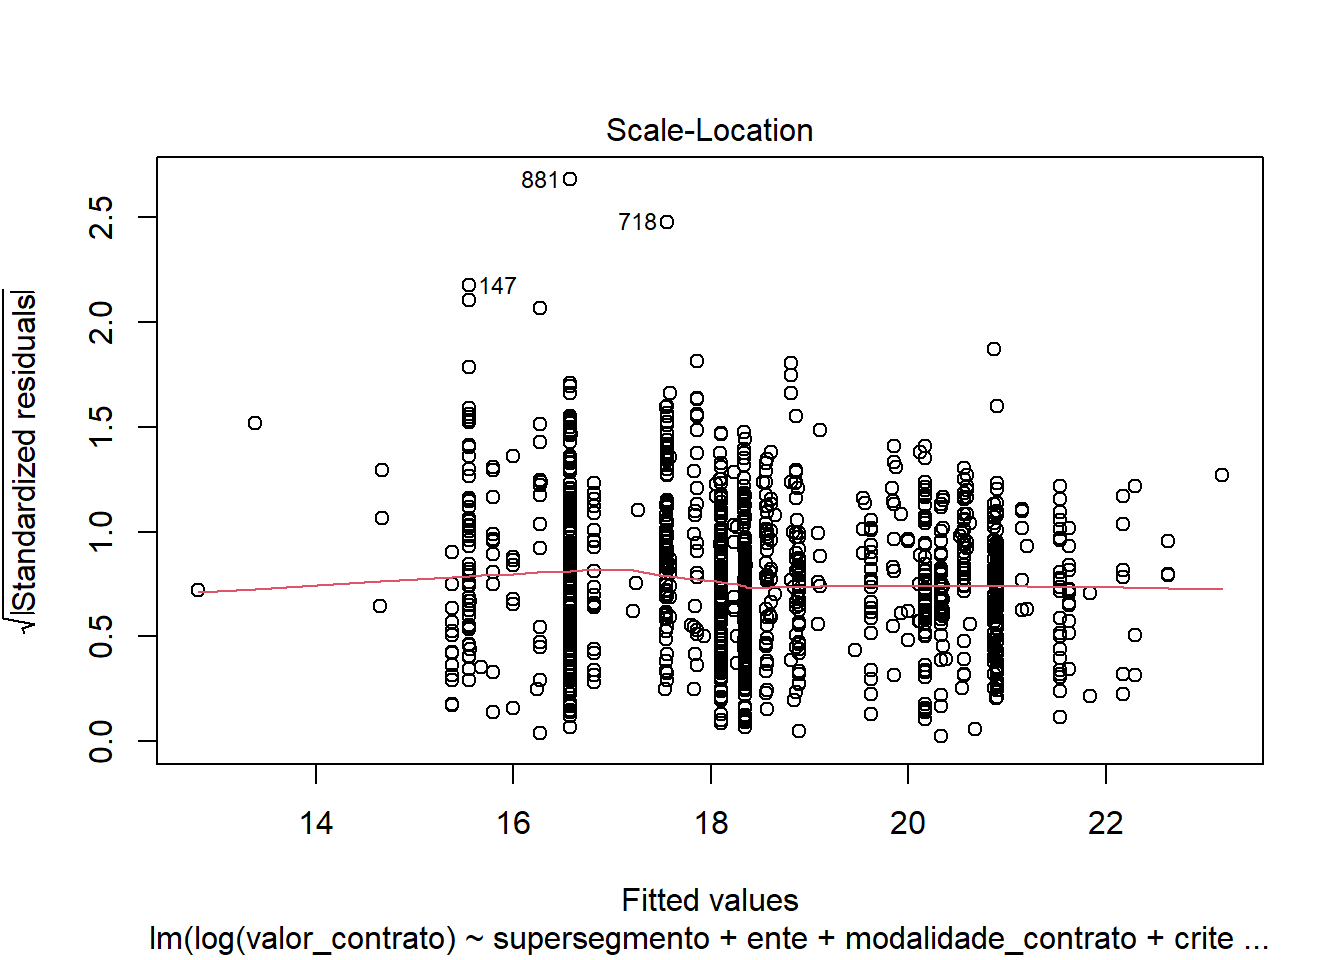 Scale-Location
881
718
147
√|Standardized residuals|
2.5
2.0
1.5
1.0
0.5
0.0
14 16 18 20 22
Fitted values
lm(log(valor_contrato) ~ supersegmento + ente + modalidade_contrato + crite ...